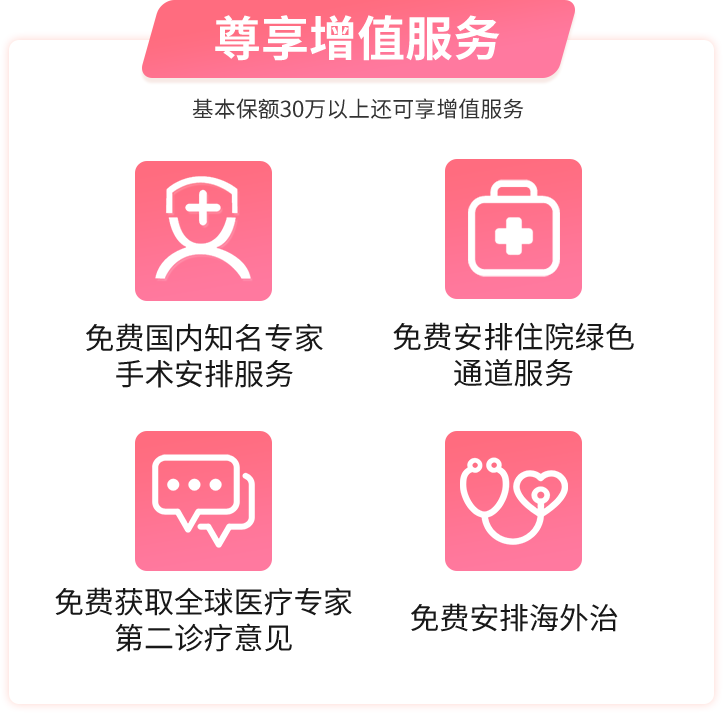 尊享增值服务
基本保额30万以上还可享增值服务
免费国内知名专家
手术安排服务
免费安排住院绿色
通道服务
免费获取全球医疗专家
第二诊疗意见
免费安排海外治